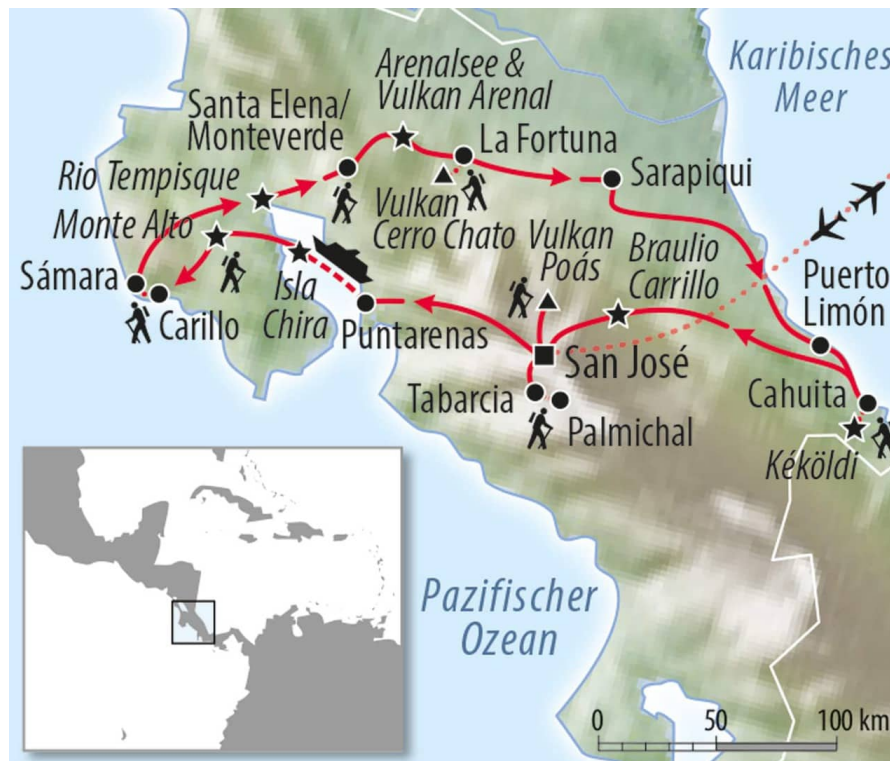 Karibisches
Meer
Arenalsee &
Vulkan Arenal
Santa Elena/
Monteverde
La Fortuna
Rio Tempisque
Sarapiqui
Monte Alto
Vulkan
Cerro Chato
Vulkan
Poás
Braulio
Carrillo
Sámara
Carillo
Isla
Chira
Puntarenas
Puerto
Limón
San José
Tabarcia
Cahuita
Palmichal
Kéköldi
Pazifischer
Ozean
0 50 100 km